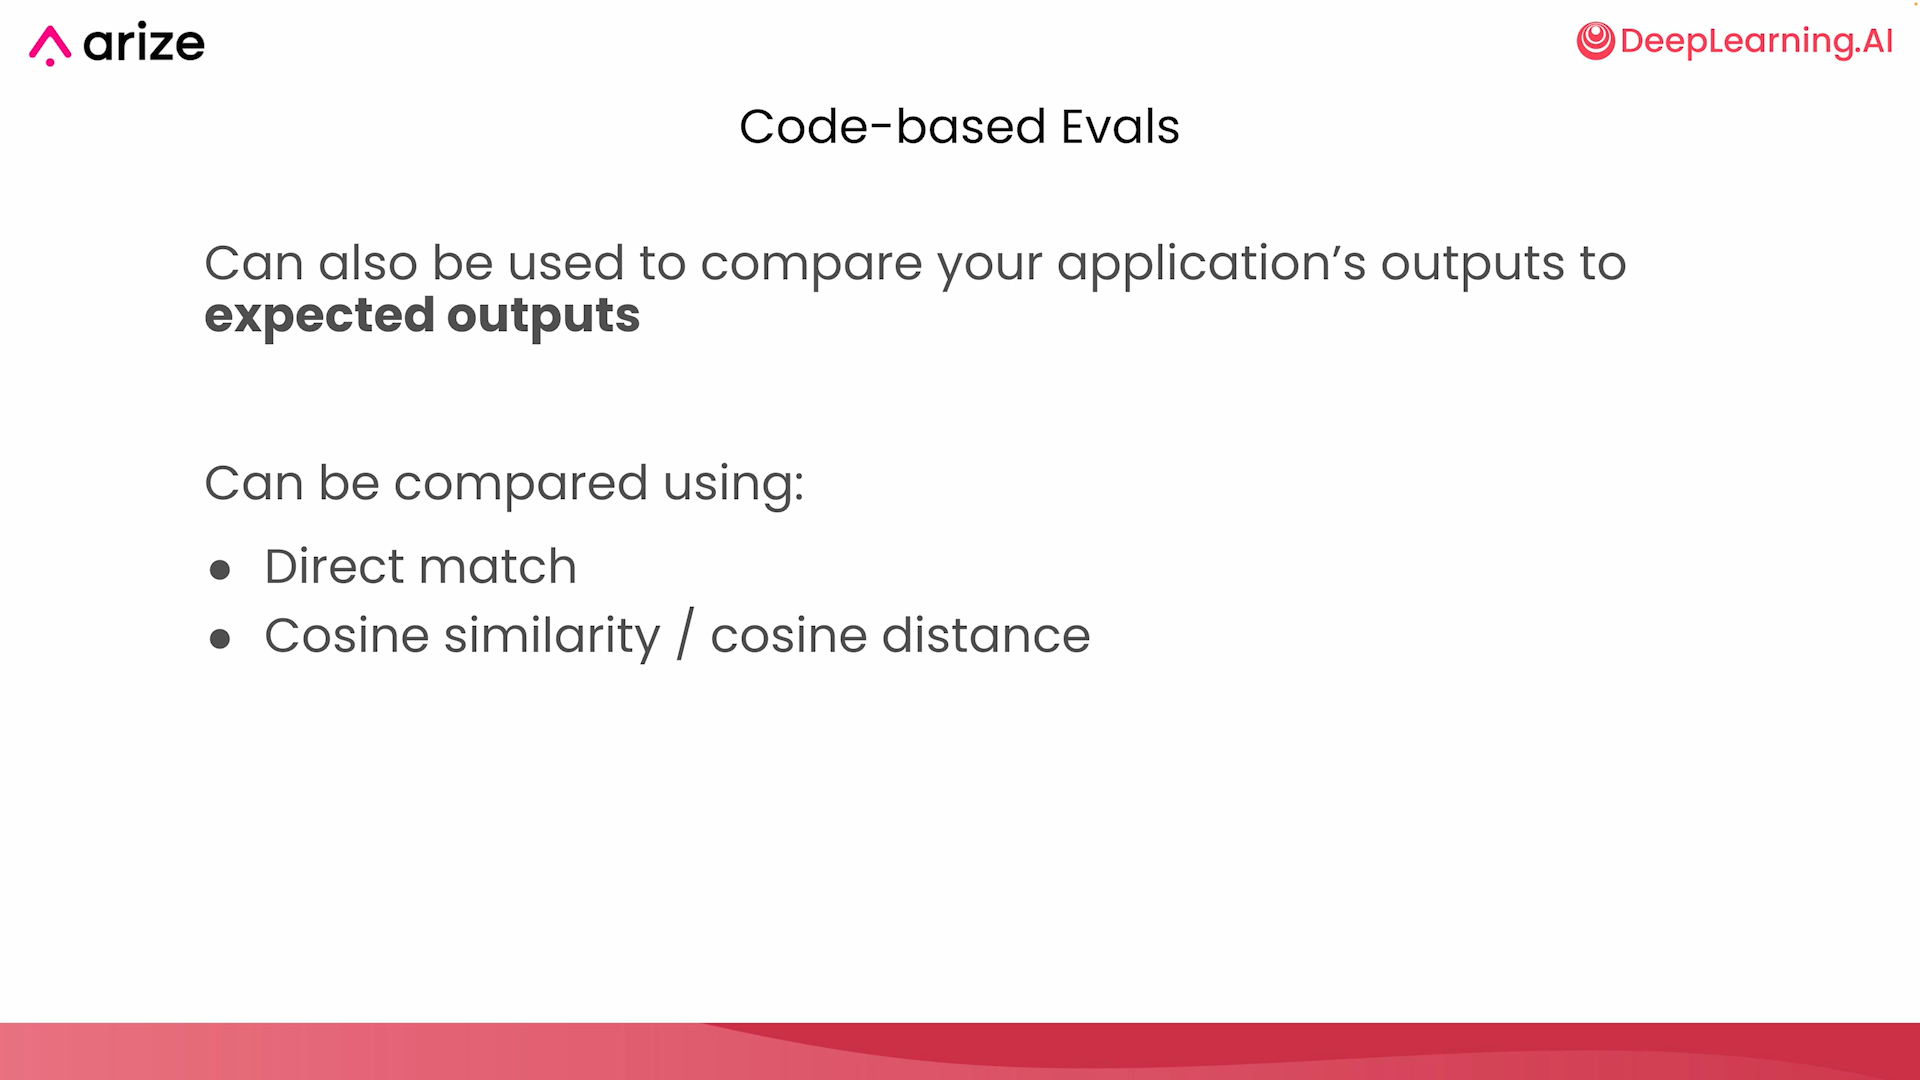 arize
DeepLearning.AI
Code-based Evals
Can also be used to compare your application’s outputs to
expected outputs
Can be compared using:
● Direct match
● Cosine similarity / cosine distance